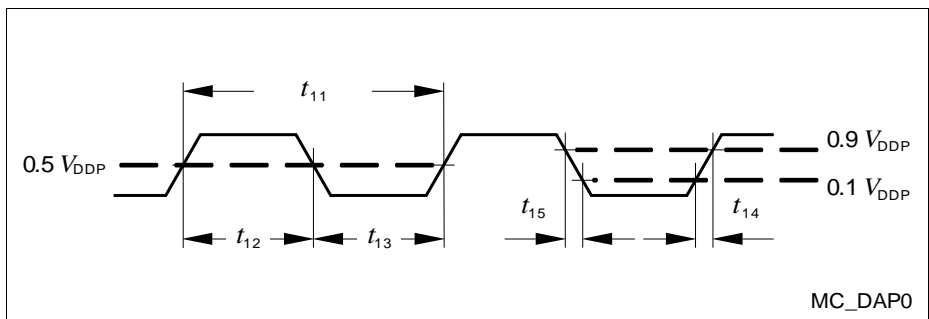 t11
0.5 VDDP
0.9 VDDP
0.1 VDDP
t15
t14
t12
t13
MC_DAP0